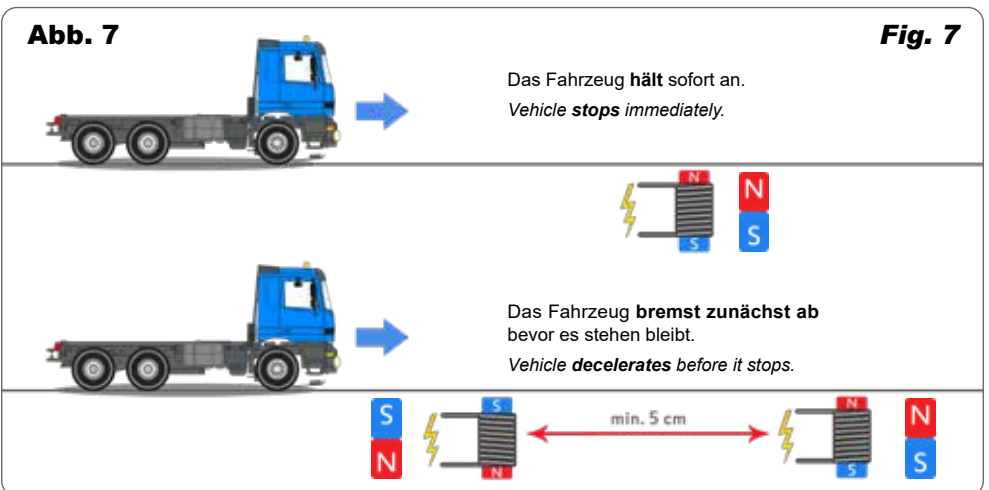 Abb. 7
Fig. 7
Das Fahrzeug hält sofort an.
Vehicle stops immediately.
N
S
N
S
Das Fahrzeug bremst zunächst ab
bevor es stehen bleibt.
Vehicle decelerates before it stops.
S
N
S
N
min. 5 cm
N
S
N
S